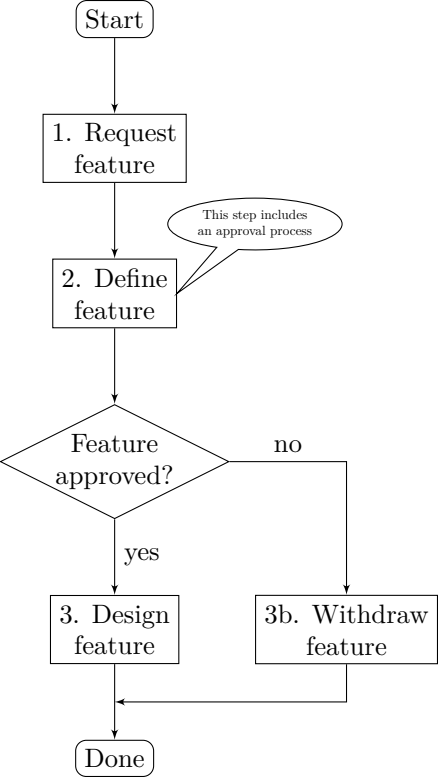 Start
1. Request
feature
This step includes
an approval process
2. Define
feature
Feature
approved?
no
yes
3. Design
feature
3b. Withdraw
feature
Done